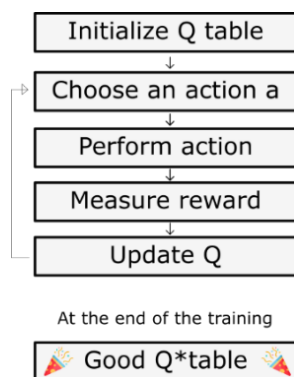 Initialize Q table
Choose an action a
Perform action
Measure reward
Update Q
At the end of the training
Good Q*table